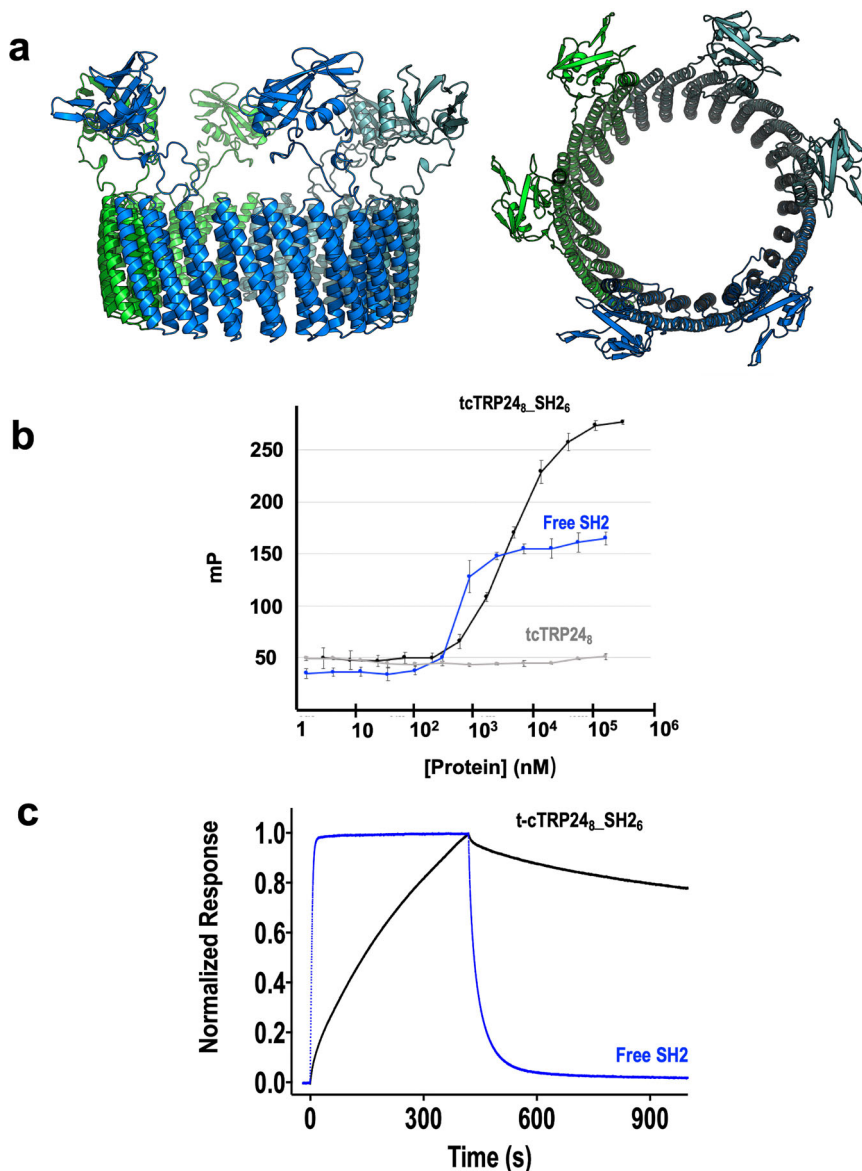 a
b
tcTRP24₈_SH2₆
250
Free SH2
200
150
mP
100
tcTRP24₈
50
1 10 10² 10³ 10⁴ 10⁵ 10⁶
[Protein] (nM)
c
t-cTRP24₈_SH2₆
1.0
0.8
0.6
Normalized Response
0.4
0.2
Free SH2
0.0
0 300 600 900
Time (s)